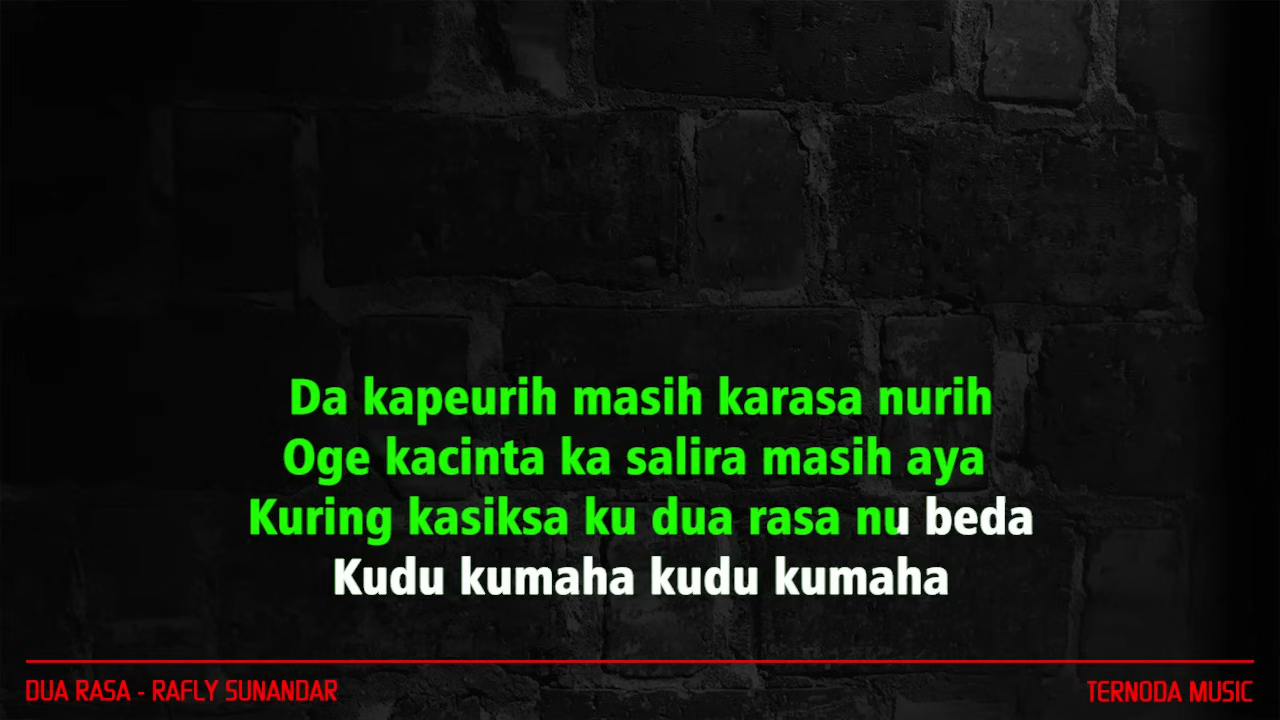 Da kapeurih masih karasa nurih
Oge kacinta ka salira masih aya
Kuring kasiksa ku dua rasa nu beda
Kudu kumaha kudu kumaha
DUA RASA - RAFLY SUNANDAR
TERNODA MUSIC